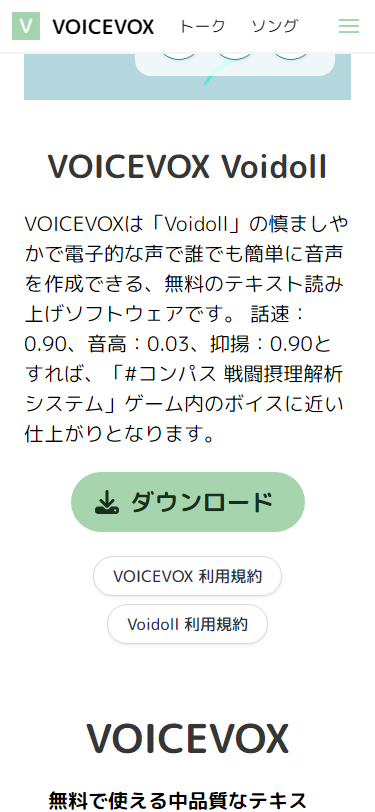 V VOICEVOX トーク ソング
VOICEVOX Voidoll
VOICEVOXは「Voidoll」の慎ましや
かで電子的な声で誰でも簡単に音声
を作成できる、無料のテキスト読み
上げソフトウェアです。 話速：
0.90、音高：0.03、抑揚：0.90と
すれば、「#コンパス 戦闘摂理解析
システム」ゲーム内のボイスに近い
仕上がりとなります。
ダウンロード
VOICEVOX 利用規約
Voidoll 利用規約
VOICEVOX
無料で使える中品質なテキス